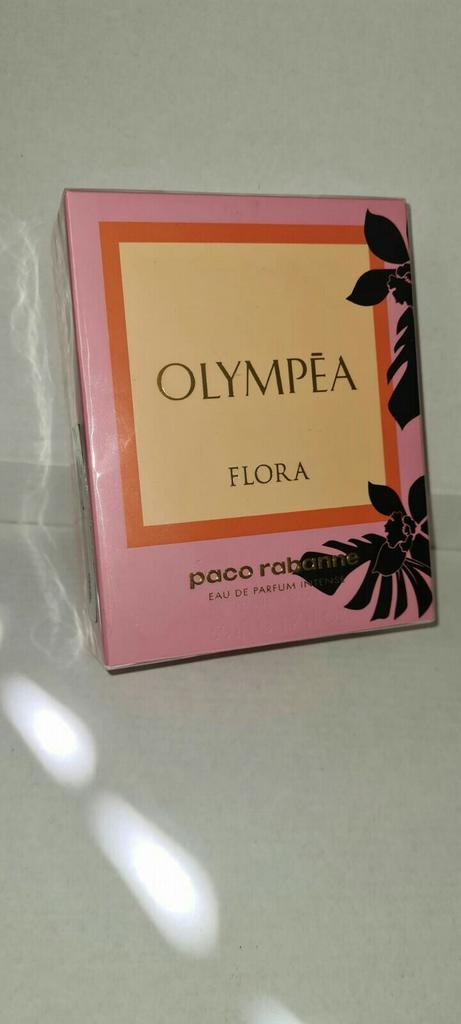 OLYMPĒA
FLORA
paco rabanne
EAU DE PARFUM INTENSE